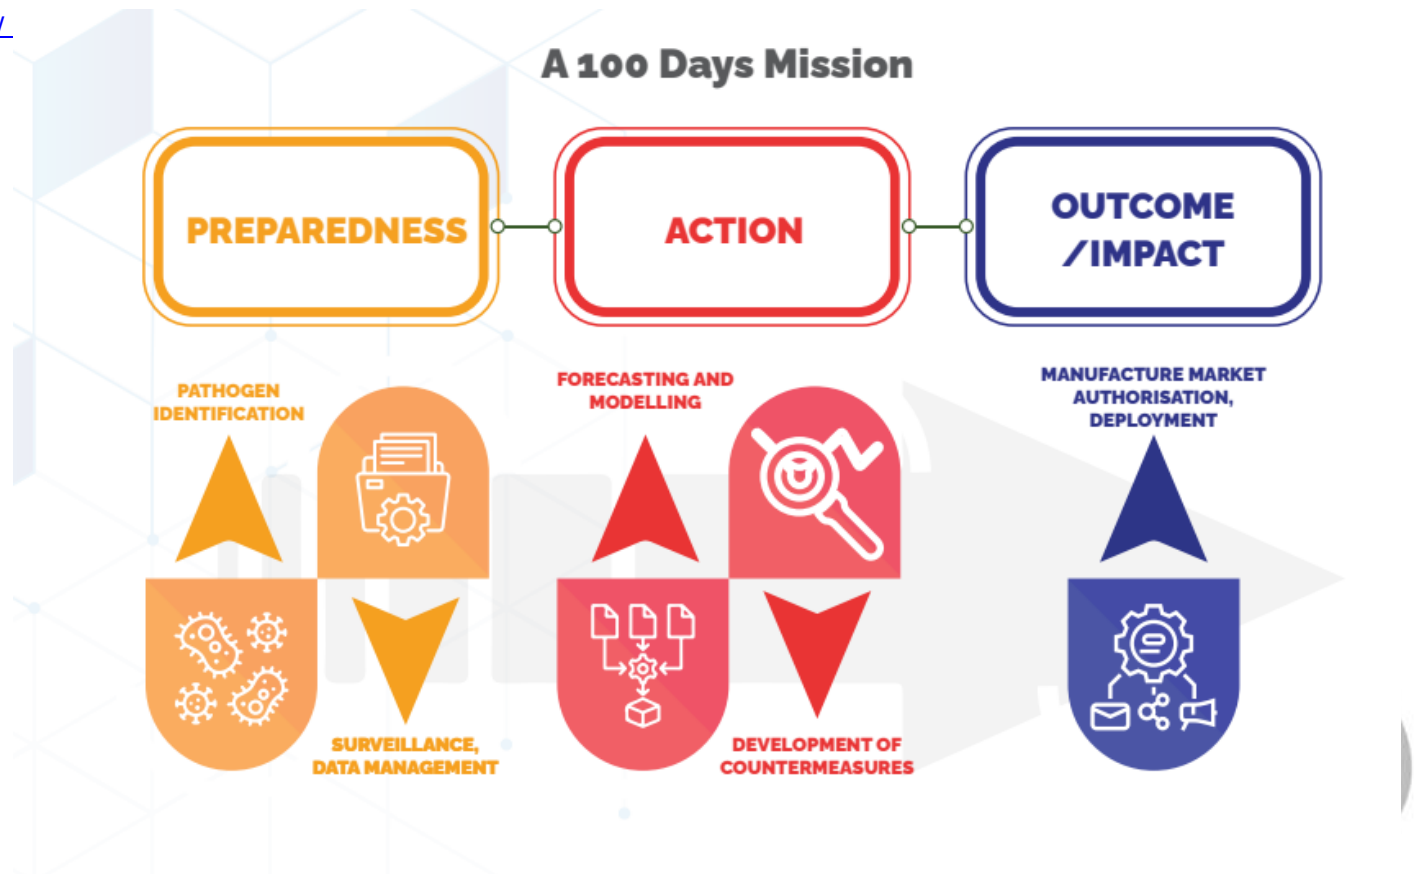 /
A 100 Days Mission
PREPAREDNESS
ACTION
OUTCOME
/IMPACT
PATHOGEN
IDENTIFICATION
SURVEILLANCE,
DATA MANAGEMENT
FORECASTING AND
MODELLING
DEVELOPMENT OF
COUNTERMEASURES
MANUFACTURE MARKET
AUTHORISATION,
DEPLOYMENT